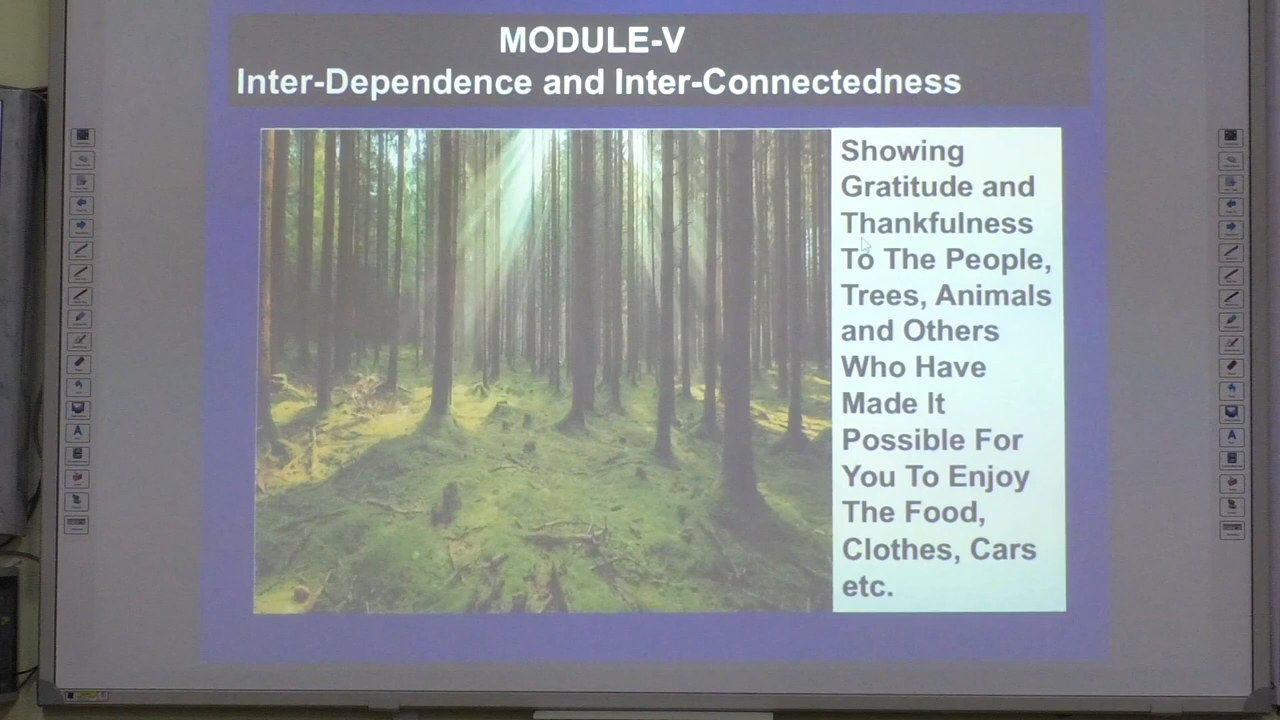 MODULE-V
Inter-Dependence and Inter-Connectedness
Showing
Gratitude and
Thankfulness
To The People,
Trees, Animals
and Others
Who Have
Made It
Possible For
You To Enjoy
The Food,
Clothes, Cars
etc.